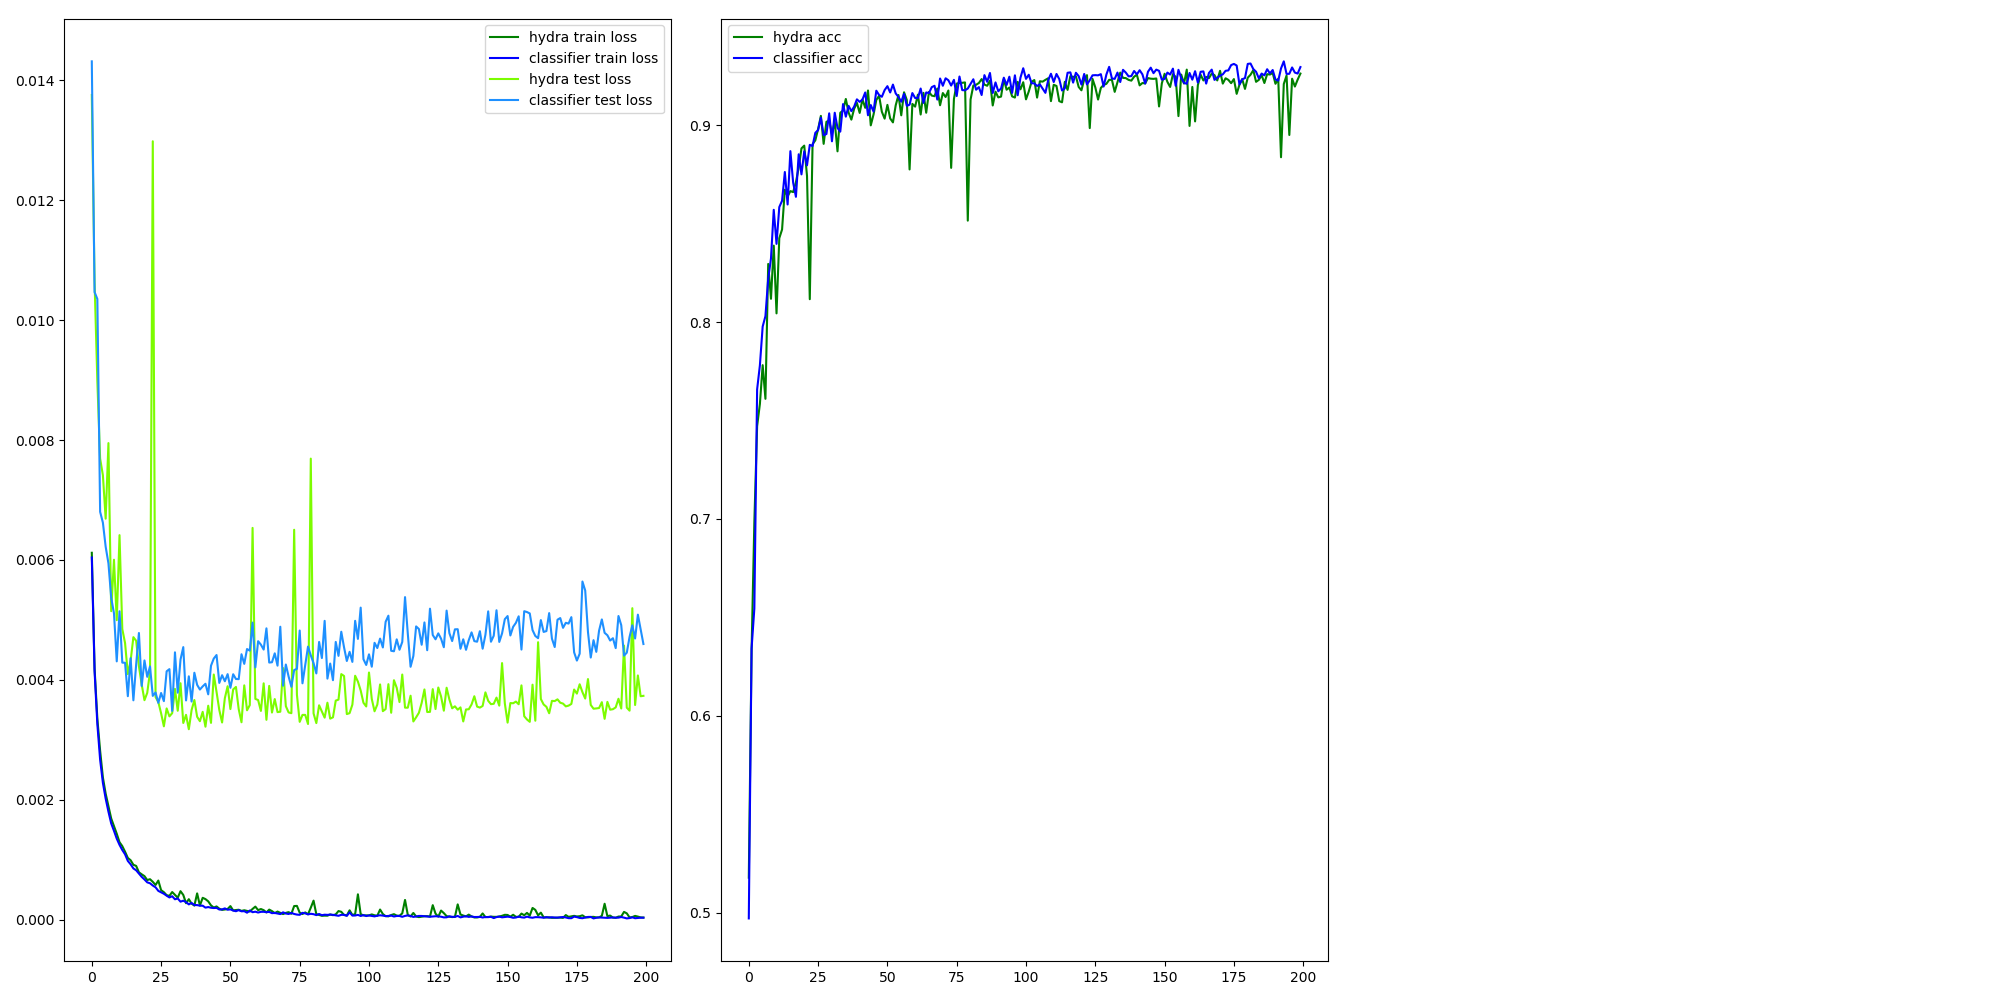 hydra train loss
classifier train loss
hydra test loss
classifier test loss
0.014
0.012
0.010
0.008
0.006
0.004
0.002
0.000
0 25 50 75 100 125 150 175 200
hydra acc
classifier acc
0.9
0.8
0.7
0.6
0.5
0 25 50 75 100 125 150 175 200